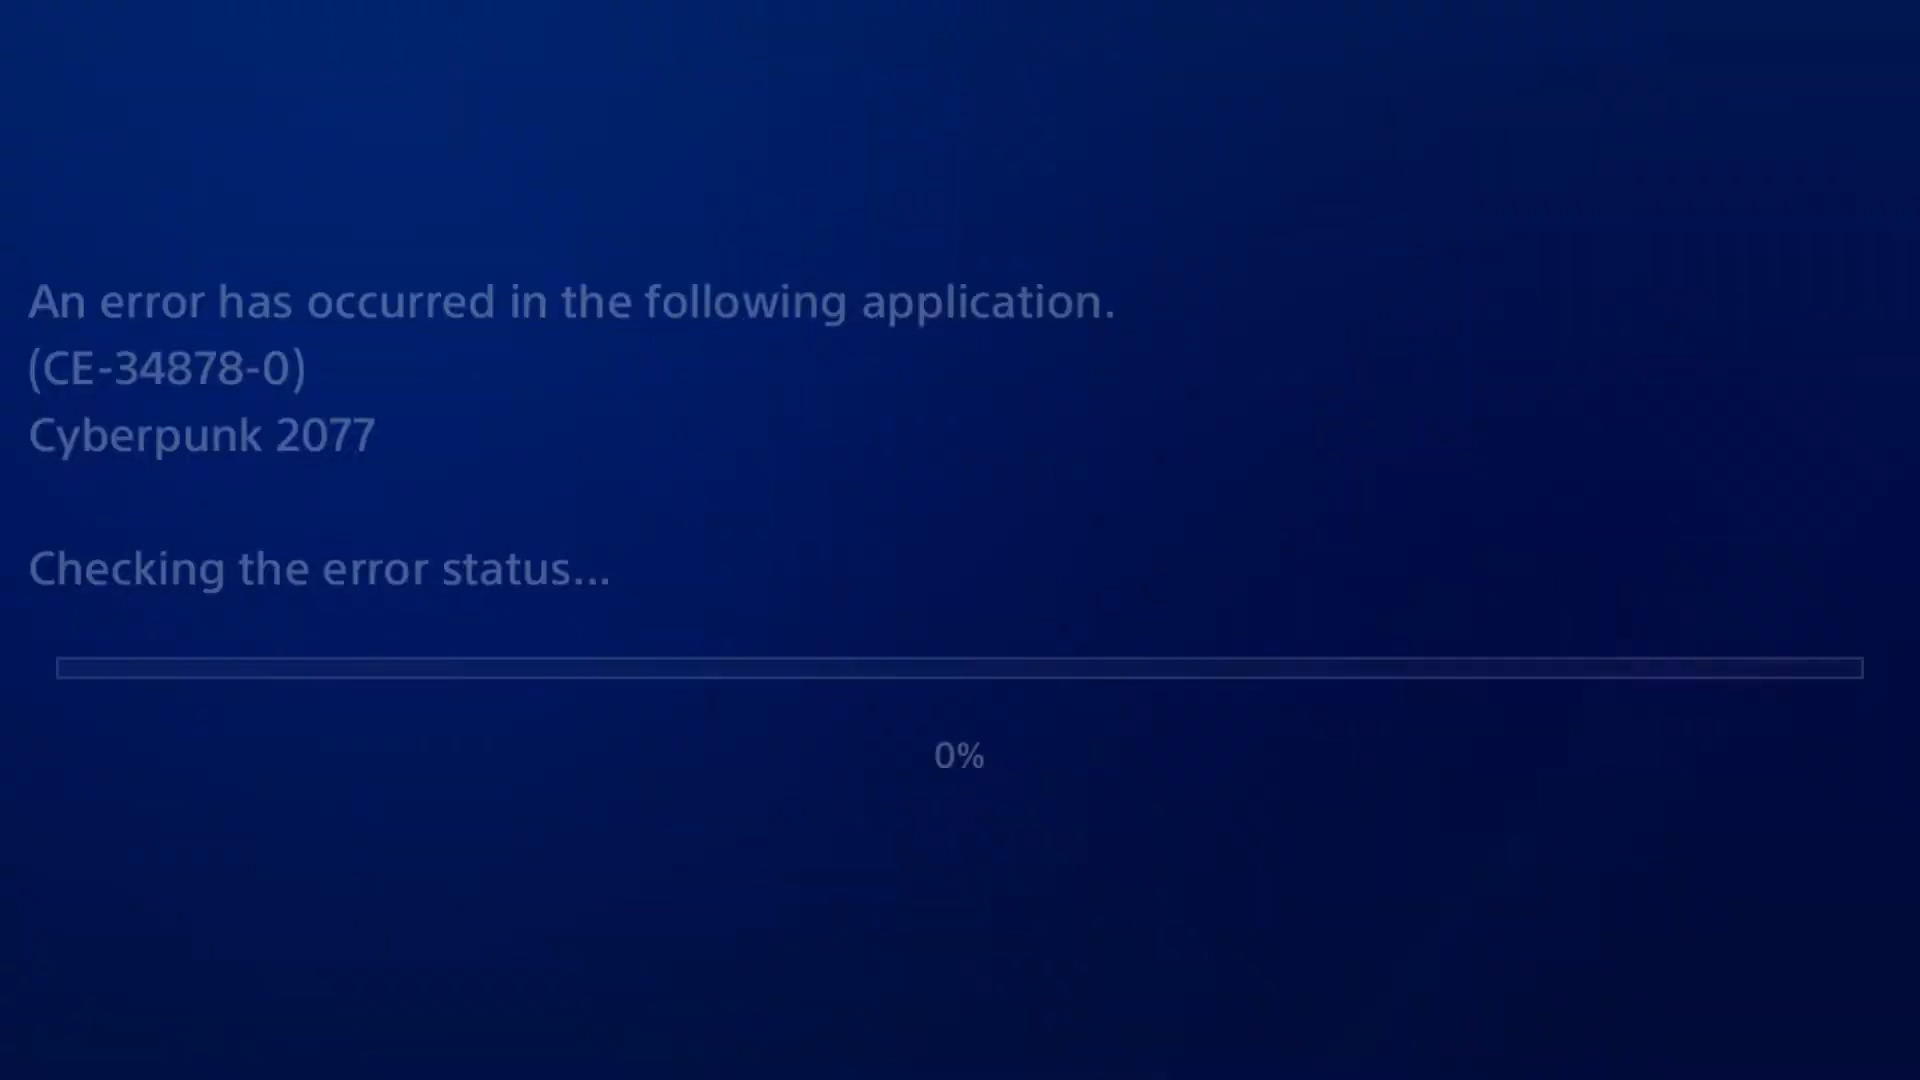 An error has occurred in the following application.
(CE-34878-0)
Cyberpunk 2077
Checking the error status...
0%